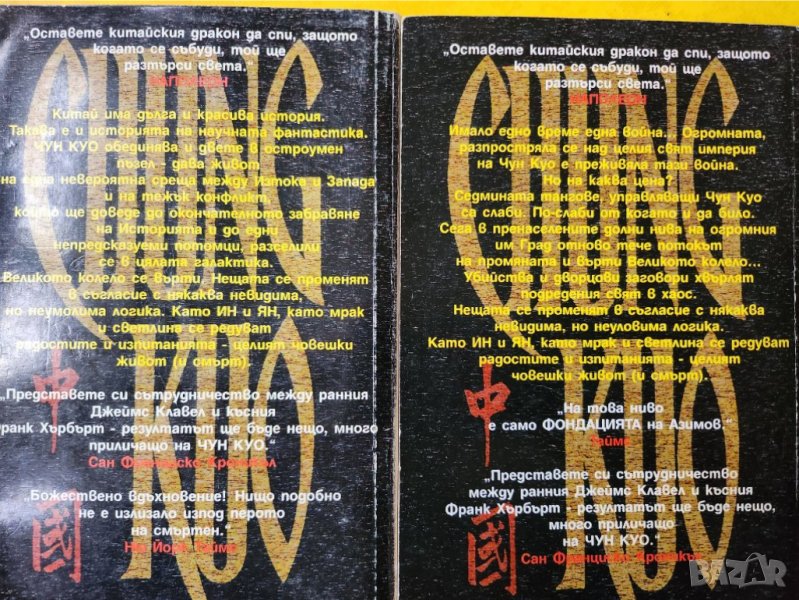 „Оставете китайския дракон да спи, защото
когато се събуди, той ще
разтърси света.“
НАПОЛЕОН
Китай има дълга и красива история.
Такава е и историята на научната фантастика.
ЧУН КУО обединява и двете в остроумен
пъзел - дава живот
на една невероятна среща между Изтока и Запада
и на тежък конфликт,
който ще доведе до окончателното забравяне
на Историята и до едни
непредсказуеми потомци, разселили
се в цялата галактика.
Великото колело се върти. Нещата се променят
в съгласие с някаква невидима,
но неумолима логика. Като ИН и ЯН, като мрак
и светлина се редуват
радостите и изпитанията - целият човешки
живот (и смърт).
„Представете си сътрудничество между ранния
Джеймс Клавел и късния
Франк Хърбърт - резултатът ще бъде нещо, много
приличащо на ЧУН КУО.“
Сан Франциско Кроникъл
„Божествено вдъхновение! Нищо подобно
не е излизало изпод перото
на смъртен.“
Ню Йорк Таймс
CHUNG
KUO
中
國
„Оставете китайския дракон да спи, защото
когато се събуди, той ще
разтърси света.“
НАПОЛЕОН
Имало едно време една война... Огромната,
разпростряла се над целия свят империя
на Чун Куо е преживяла тази война.
Но на каква цена?
Седмината тангове, управляващи Чун Куо
са слаби. По-слаби от когато и да било.
Сега в пренаселените долни нива на огромния
им Град отново тече потокът
на промяната и върти Великото колело...
Убийства и дворцови заговори хвърлят
подредения свят в хаос.
Нещата се променят в съгласие с някаква
невидима, но неуловима логика.
Като ИН и ЯН, като мрак и светлина се редуват
радостите и изпитанията - целият
човешки живот (и смърт).
„На това ниво
е само ФОНДАЦИЯТА на Азимов.“
Таймс
„Представете си сътрудничество
между ранния Джеймс Клавел и късния
Франк Хърбърт - резултатът ще бъде нещо,
много приличащо
на ЧУН КУО.“
Сан Франциско Кроникъл
CHUNG
KUO
中
國
BAZAR